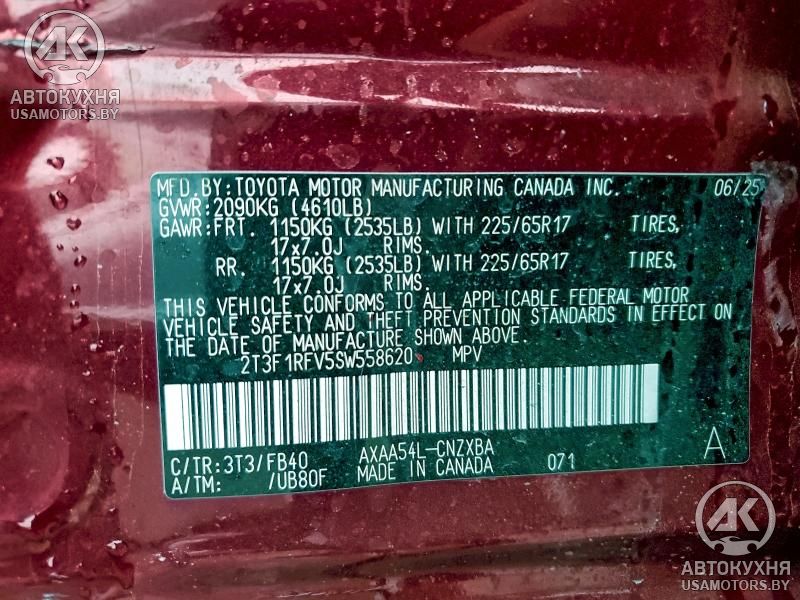 АК
АВТОКУХНЯ
USAMOTORS.BY
MFD.BY:TOYOTA MOTOR MANUFACTURING CANADA INC. 06/25
GVWR:2090KG (4610LB)
GAWR:FRT. 1150KG (2535LB) WITH 225/65R17 TIRES,
17x7.0J RIMS.
RR. 1150KG (2535LB) WITH 225/65R17 TIRES,
17x7.0J RIMS.
THIS VEHICLE CONFORMS TO ALL APPLICABLE FEDERAL MOTOR
VEHICLE SAFETY AND THEFT PREVENTION STANDARDS IN EFFECT ON
THE DATE OF MANUFACTURE SHOWN ABOVE.
2T3F1RFV5SW558620 MPV
C/TR:3T3/FB40 AXAA54L-CNZXBA A
A/TM: /UB80F MADE IN CANADA 071
АК
АВТОКУХНЯ
USAMOTORS.BY